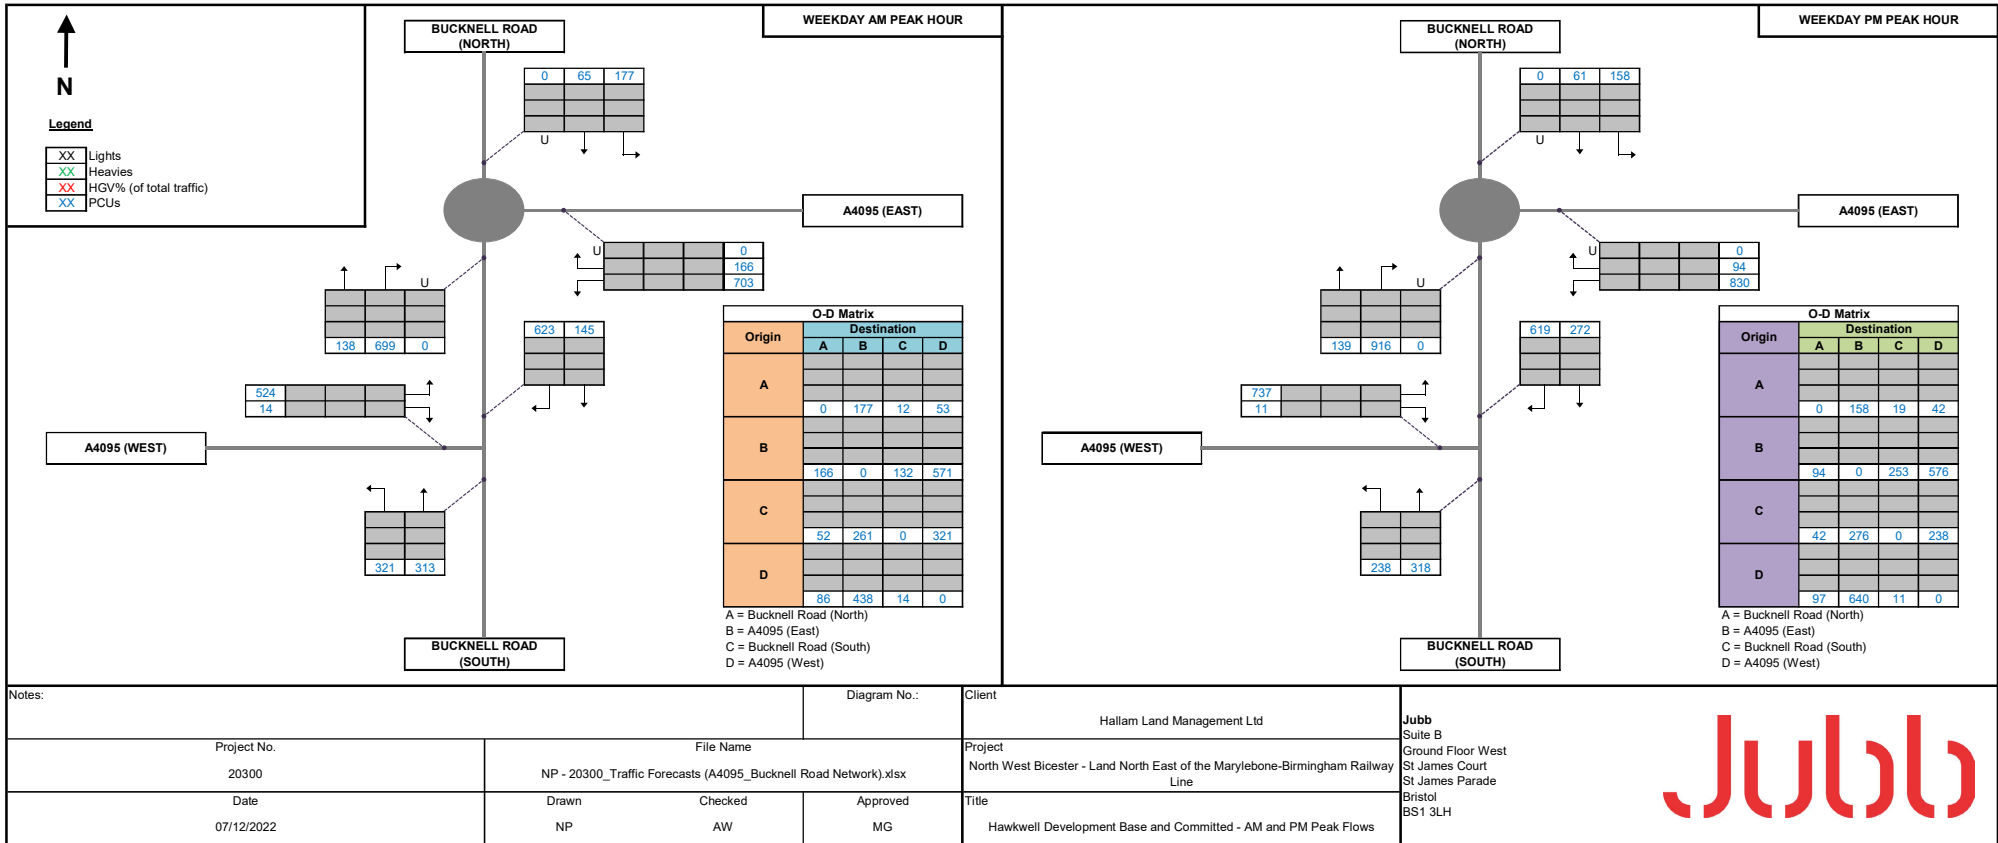 WEEKDAY AM PEAK HOUR
BUCKNELL ROAD
(NORTH)
N
Legend
XX Lights
XX Heavies
XX HGV% (of total traffic)
XX PCUs
0 65 177
U
A4095 (EAST)
U
0
166
703
U
138 699 0
623 145
524
14
A4095 (WEST)
321 313
BUCKNELL ROAD
(SOUTH)
O-D Matrix
Origin
Destination
A B C D
A
0 177 12 53
B
166 0 132 571
C
52 261 0 321
D
86 438 14 0
A = Bucknell Road (North)
B = A4095 (East)
C = Bucknell Road (South)
D = A4095 (West)
WEEKDAY PM PEAK HOUR
BUCKNELL ROAD
(NORTH)
0 61 158
U
A4095 (EAST)
U
0
94
830
U
139 916 0
619 272
737
11
A4095 (WEST)
238 318
BUCKNELL ROAD
(SOUTH)
O-D Matrix
Origin
Destination
A B C D
A
0 158 19 42
B
94 0 253 576
C
42 276 0 238
D
97 640 11 0
A = Bucknell Road (North)
B = A4095 (East)
C = Bucknell Road (South)
D = A4095 (West)
Notes:
Diagram No.:
Client
Hallam Land Management Ltd
Project No.
20300
File Name
NP - 20300_Traffic Forecasts (A4095_Bucknell Road Network).xlsx
Project
North West Bicester - Land North East of the Marylebone-Birmingham Railway
Line
Date
07/12/2022
Drawn
NP
Checked
AW
Approved
MG
Title
Hawkwell Development Base and Committed - AM and PM Peak Flows
Jubb
Suite B
Ground Floor West
St James Court
St James Parade
Bristol
BS1 3LH
Jubb